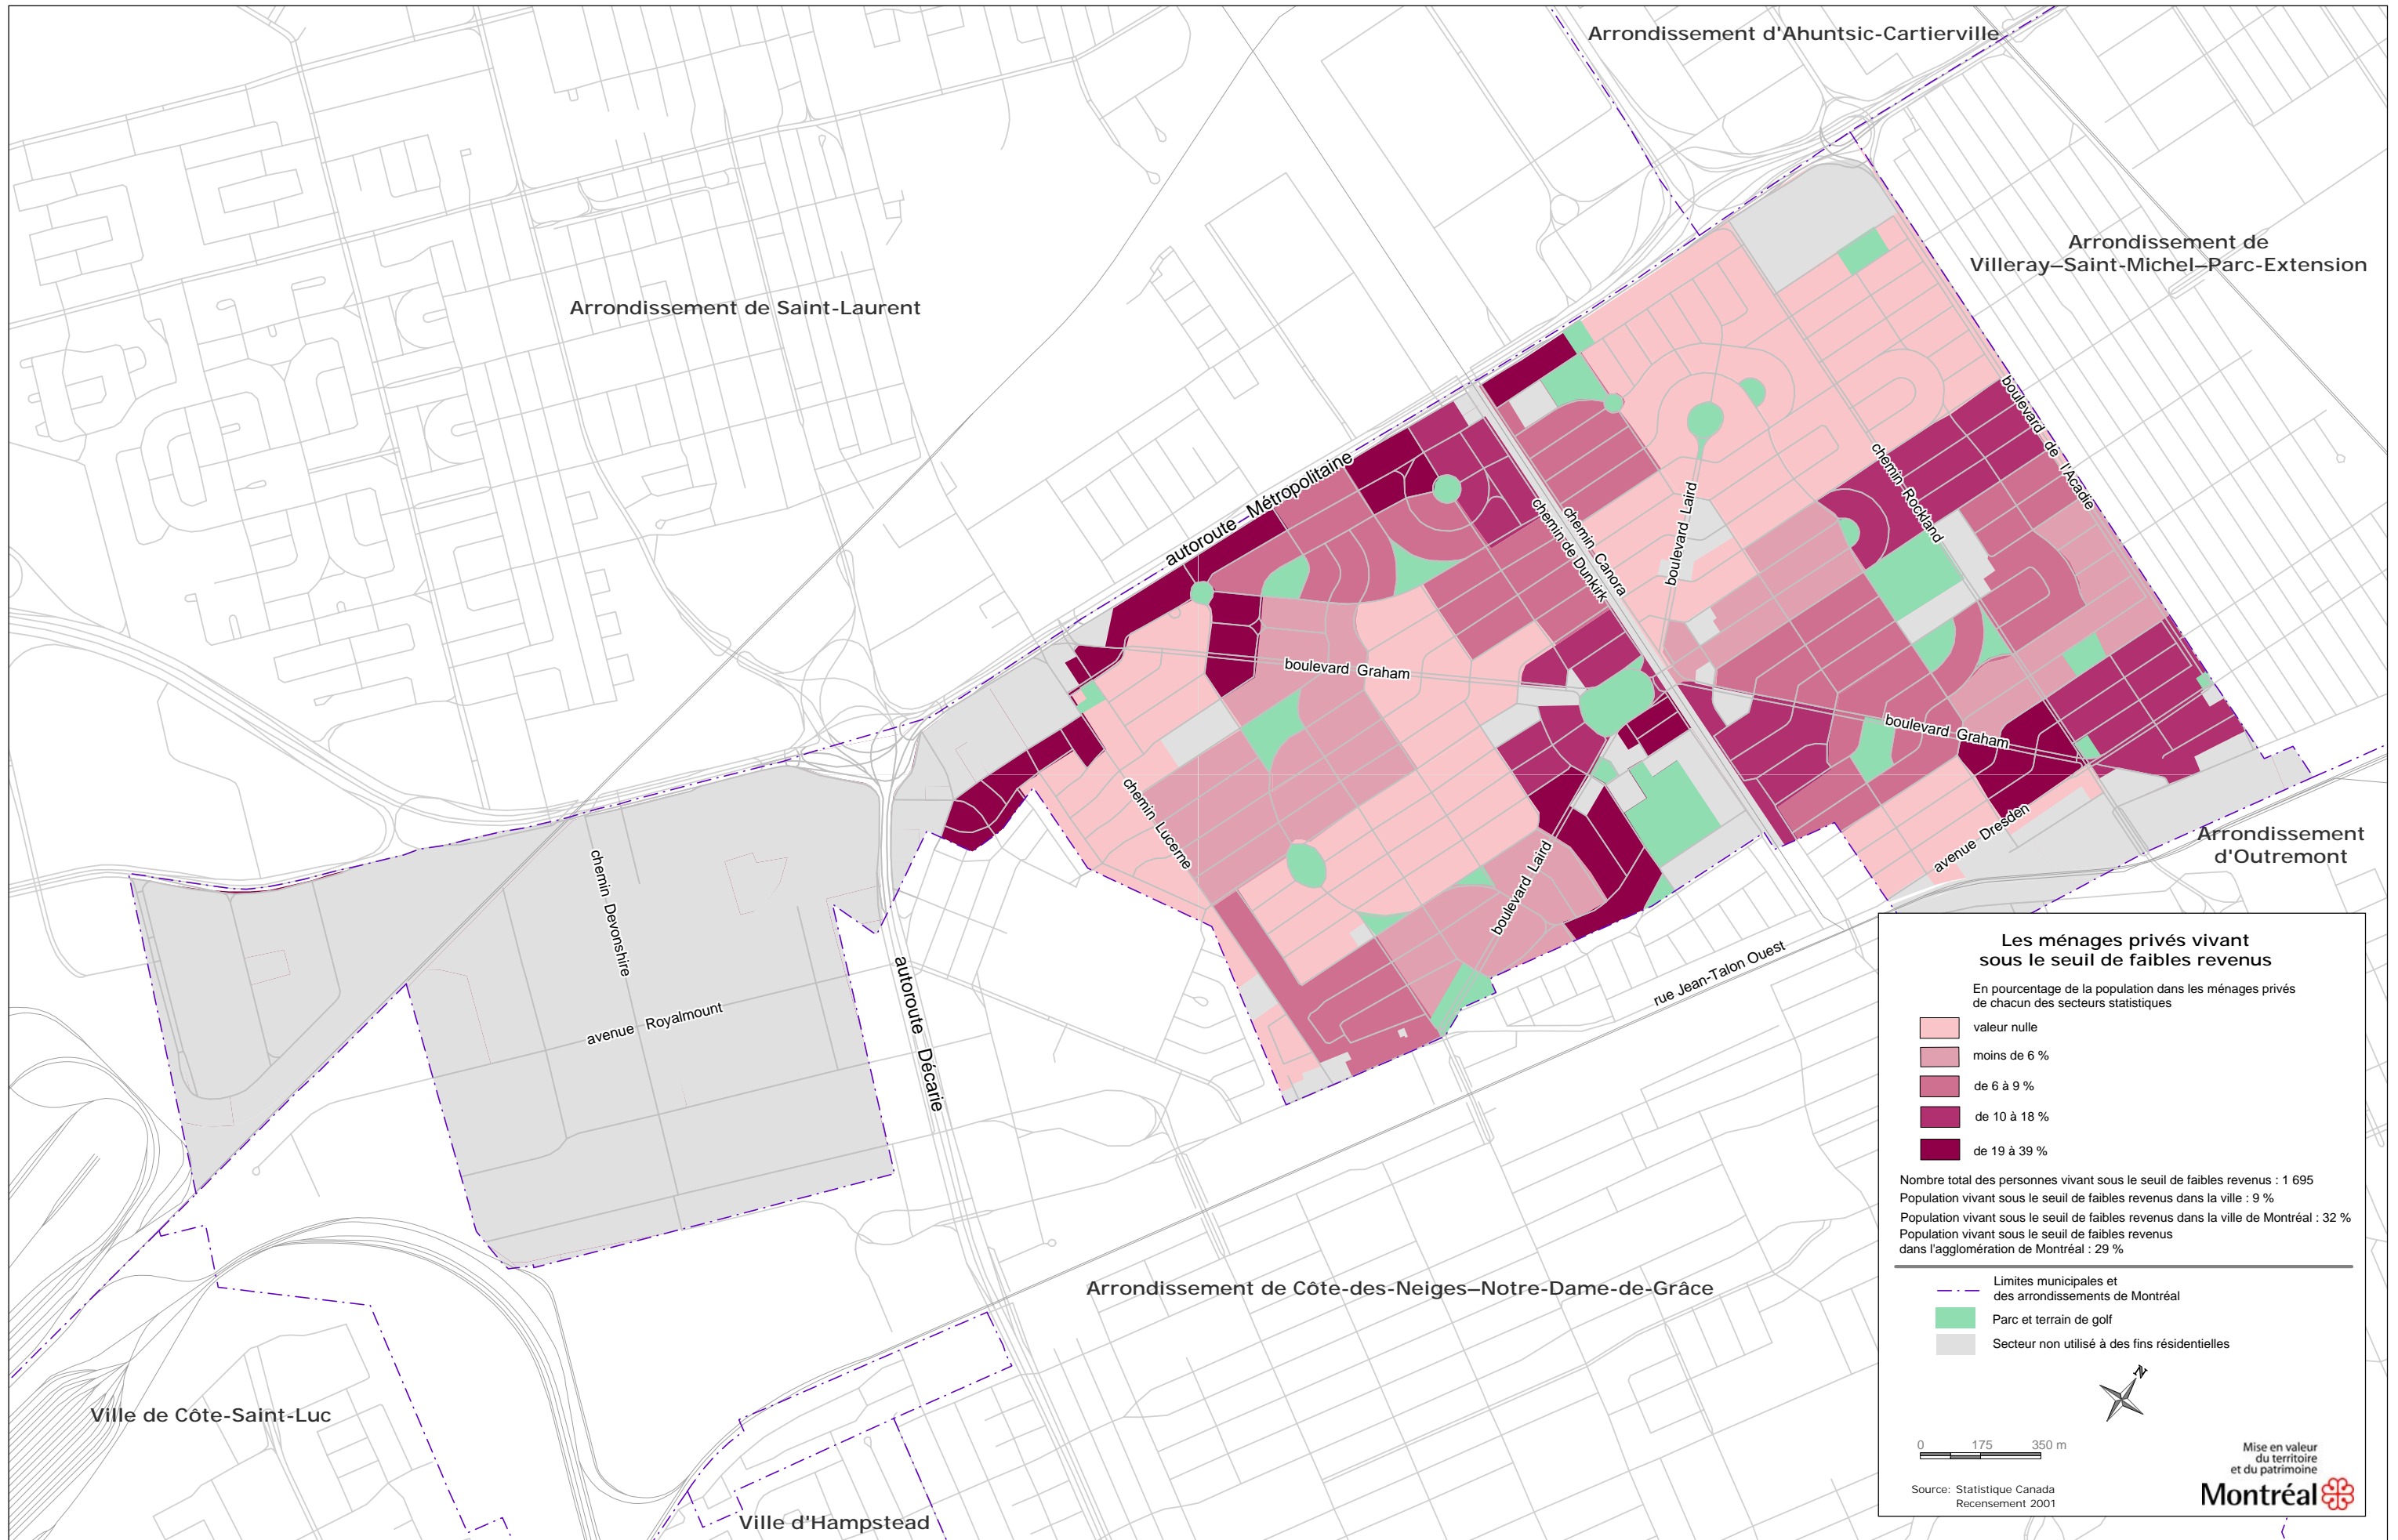 Arrondissement d'Ahuntsic-Cartierville
Arrondissement de
Villeray–Saint-Michel–Parc-Extension
Arrondissement de Saint-Laurent
boulevard de l'Acadie
chemin Rockland
autoroute Métropolitaine
boulevard Laird
chemin Canora
chemin de Dunkirk
boulevard Graham
boulevard Graham
chemin Lucerne
avenue Dresden
Arrondissement
d'Outremont
chemin Devonshire
boulevard Laird
rue Jean-Talon Ouest
autoroute Décarie
avenue Royalmount
Arrondissement de Côte-des-Neiges–Notre-Dame-de-Grâce
Ville de Côte-Saint-Luc
Ville d'Hampstead
Les ménages privés vivant
sous le seuil de faibles revenus
En pourcentage de la population dans les ménages privés
de chacun des secteurs statistiques
valeur nulle
moins de 6 %
de 6 à 9 %
de 10 à 18 %
de 19 à 39 %
Nombre total des personnes vivant sous le seuil de faibles revenus : 1 695
Population vivant sous le seuil de faibles revenus dans la ville : 9 %
Population vivant sous le seuil de faibles revenus dans la ville de Montréal : 32 %
Population vivant sous le seuil de faibles revenus
dans l'agglomération de Montréal : 29 %
Limites municipales et
des arrondissements de Montréal
Parc et terrain de golf
Secteur non utilisé à des fins résidentielles
N
0 175 350 m
Mise en valeur
du territoire
et du patrimoine
Montréal
Source: Statistique Canada
Recensement 2001